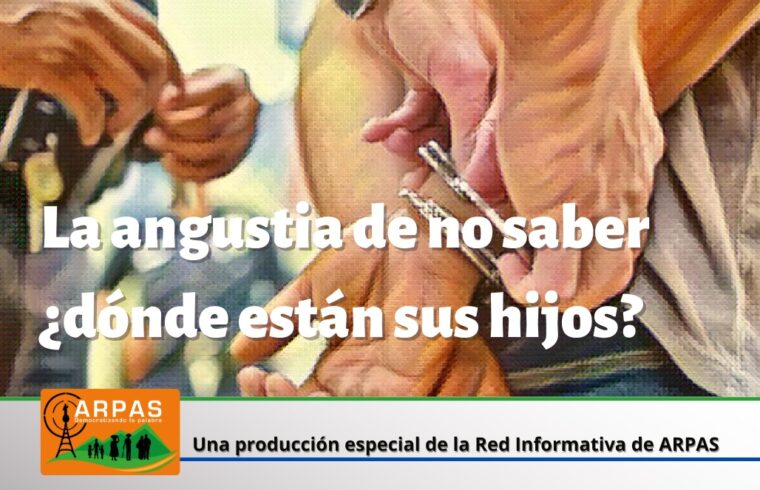 La angustia de no saber
¿dónde están sus hijos?
ARPAS
Democratizando la palabra
Una producción especial de la Red Informativa de ARPAS